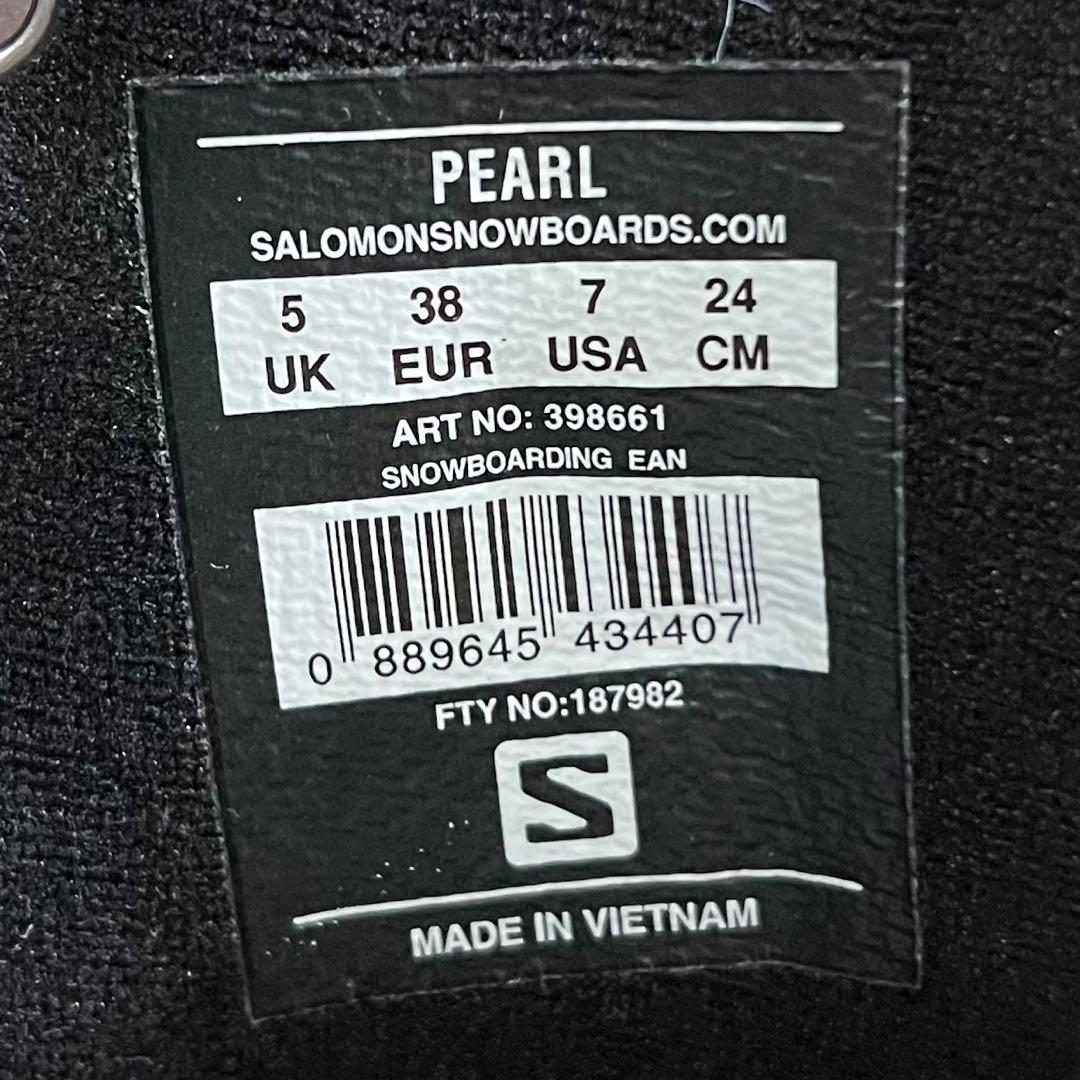 PEARL
SALOMONSNOWBOARDS.COM
5 38 7 24
UK EUR USA CM
ART NO: 398661
SNOWBOARDING EAN
0 889645 434407
FTY NO:187982
S
MADE IN VIETNAM